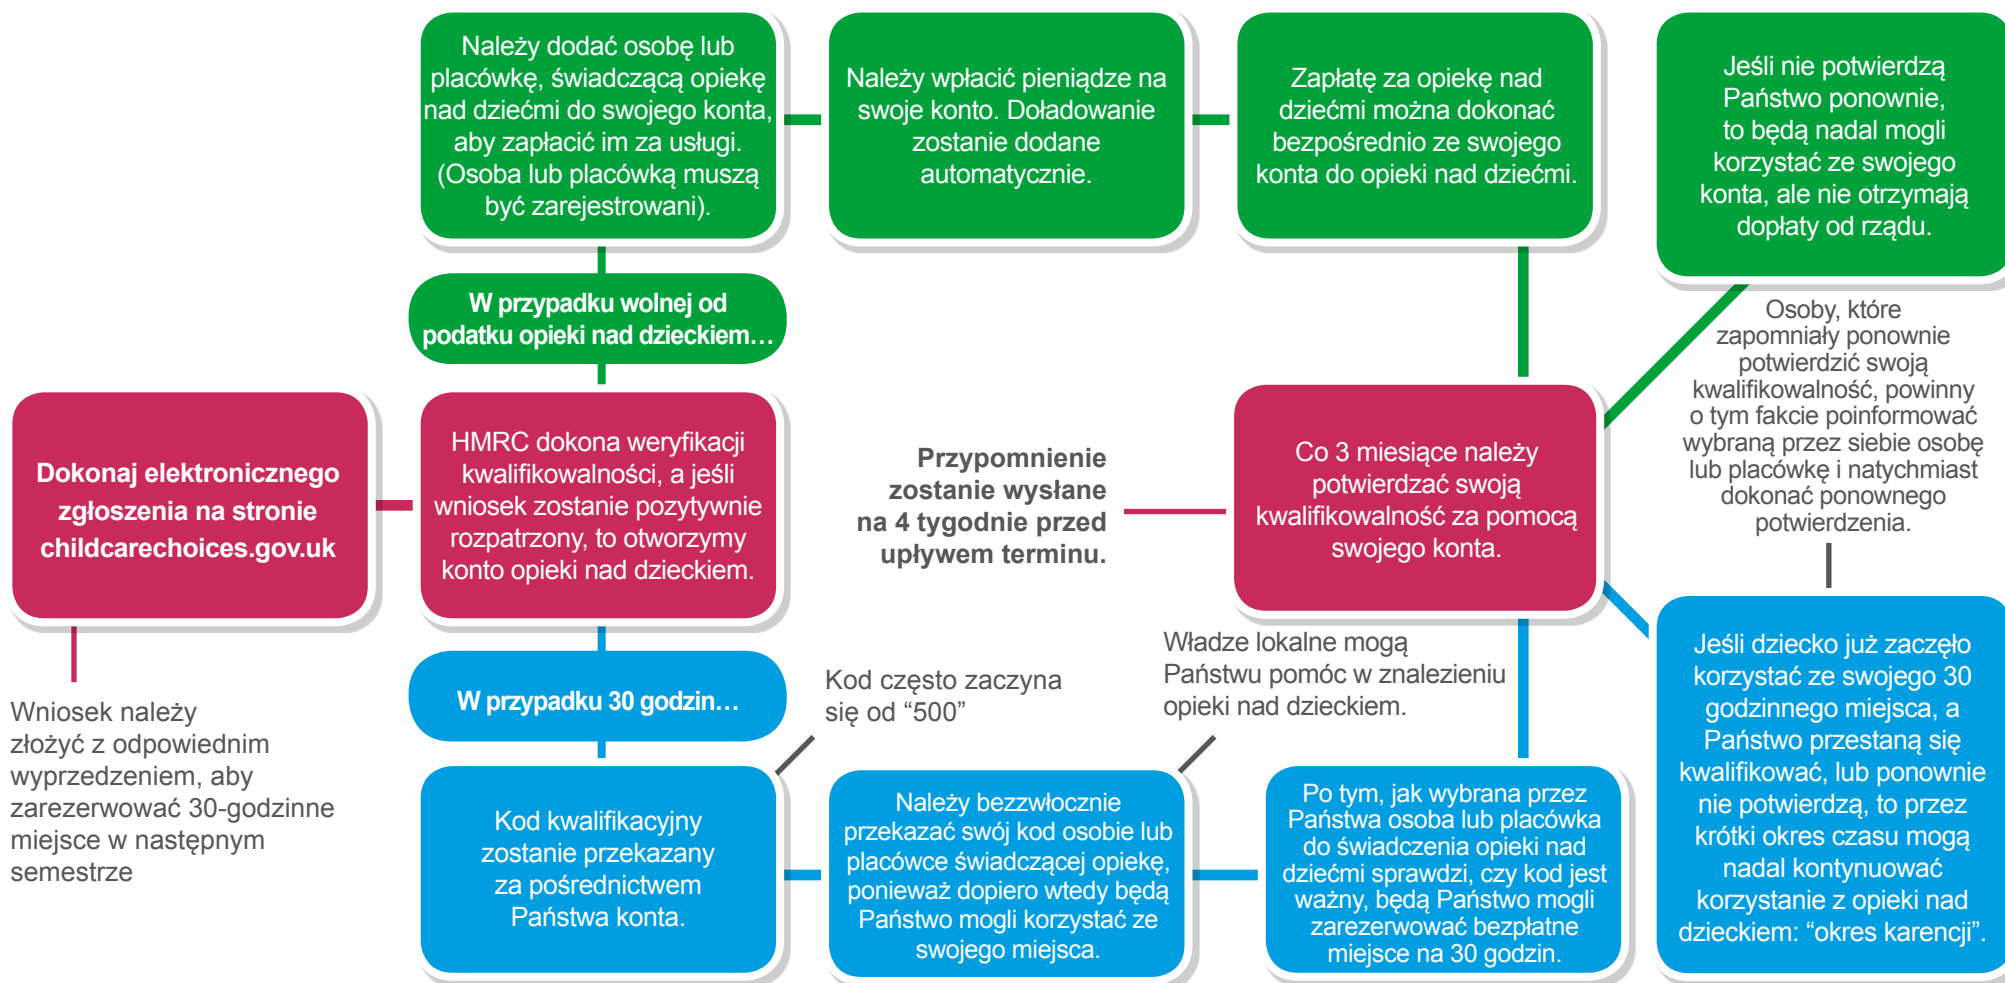 Należy dodać osobę lub
placówkę, świadczącą opiekę
nad dziećmi do swojego konta,
aby zapłacić im za usługi.
(Osoba lub placówką muszą
być zarejestrowani).
Należy wpłacić pieniądze na
swoje konto. Doładowanie
zostanie dodane
automatycznie.
Zapłatę za opiekę nad
dziećmi można dokonać
bezpośrednio ze swojego
konta do opieki nad dziećmi.
Jeśli nie potwierdzą
Państwo ponownie,
to będą nadal mogli
korzystać ze swojego
konta, ale nie otrzymają
dopłaty od rządu.
W przypadku wolnej od
podatku opieki nad dzieckiem…
Osoby, które
zapomniały ponownie
potwierdzić swoją
kwalifikowalność, powinny
o tym fakcie poinformować
wybraną przez siebie osobę
lub placówkę i natychmiast
dokonać ponownego
potwierdzenia.
Dokonaj elektronicznego
zgłoszenia na stronie
childcarechoices.gov.uk
HMRC dokona weryfikacji
kwalifikowalności, a jeśli
wniosek zostanie pozytywnie
rozpatrzony, to otworzymy
konto opieki nad dzieckiem.
Przypomnienie
zostanie wysłane
na 4 tygodnie przed
upływem terminu.
Co 3 miesiące należy
potwierdzać swoją
kwalifikowalność za pomocą
swojego konta.
Wniosek należy
złożyć z odpowiednim
wyprzedzeniem, aby
zarezerwować 30-godzinne
miejsce w następnym
semestrze
W przypadku 30 godzin…
Kod często zaczyna
się od “500”
Władze lokalne mogą
Państwu pomóc w znalezieniu
opieki nad dzieckiem.
Kod kwalifikacyjny
zostanie przekazany
za pośrednictwem
Państwa konta.
Należy bezzwłocznie
przekazać swój kod osobie lub
placówce świadczącej opiekę,
ponieważ dopiero wtedy będą
Państwo mogli korzystać ze
swojego miejsca.
Po tym, jak wybrana przez
Państwa osoba lub placówka
do świadczenia opieki nad
dziećmi sprawdzi, czy kod jest
ważny, będą Państwo mogli
zarezerwować bezpłatne
miejsce na 30 godzin.
Jeśli dziecko już zaczęło
korzystać ze swojego 30
godzinnego miejsca, a
Państwo przestaną się
kwalifikować, lub ponownie
nie potwierdzą, to przez
krótki okres czasu mogą
nadal kontynuować
korzystanie z opieki nad
dzieckiem: “okres karencji”.